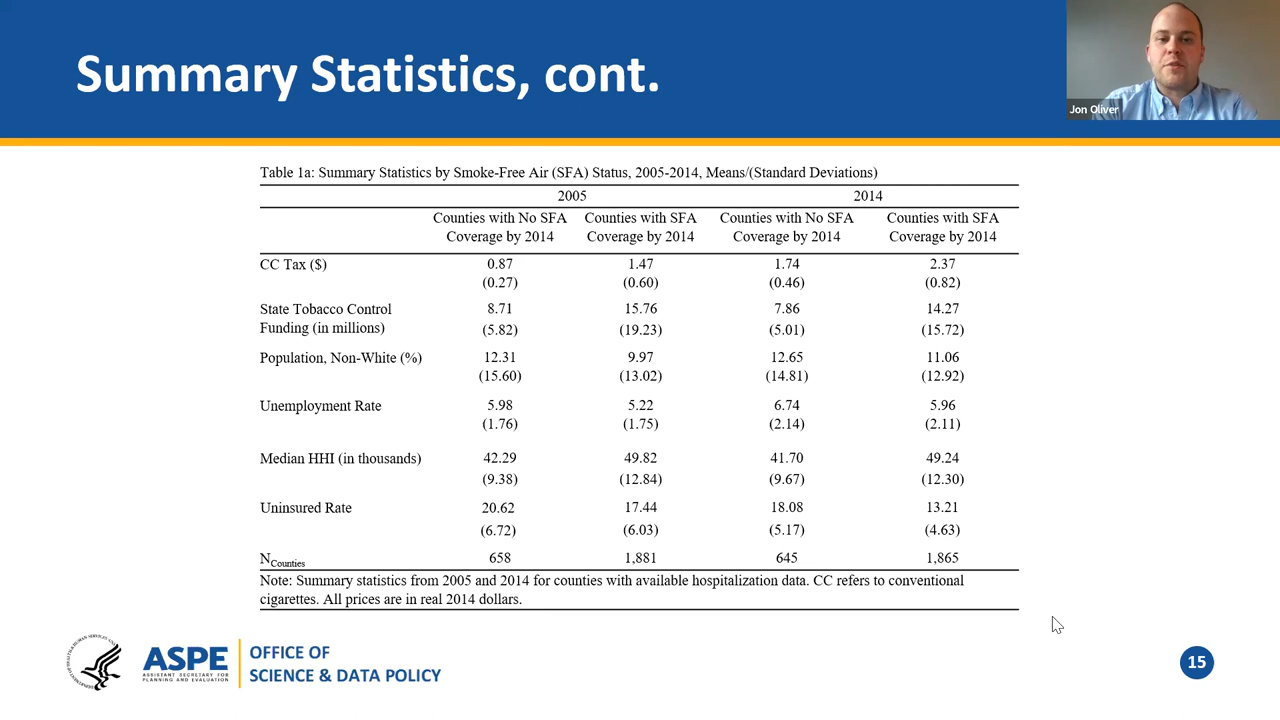 Summary Statistics, cont.
Jon Oliver
Table 1a: Summary Statistics by Smoke-Free Air (SFA) Status, 2005-2014, Means/(Standard Deviations)
2005 2014
Counties with No SFA Counties with SFA Counties with No SFA Counties with SFA
Coverage by 2014 Coverage by 2014 Coverage by 2014 Coverage by 2014
CC Tax ($) 0.87 1.47 1.74 2.37
(0.27) (0.60) (0.46) (0.82)
State Tobacco Control 8.71 15.76 7.86 14.27
Funding (in millions) (5.82) (19.23) (5.01) (15.72)
Population, Non-White (%) 12.31 9.97 12.65 11.06
(15.60) (13.02) (14.81) (12.92)
Unemployment Rate 5.98 5.22 6.74 5.96
(1.76) (1.75) (2.14) (2.11)
Median HHI (in thousands) 42.29 49.82 41.70 49.24
(9.38) (12.84) (9.67) (12.30)
Uninsured Rate 20.62 17.44 18.08 13.21
(6.72) (6.03) (5.17) (4.63)
NCounties 658 1,881 645 1,865
Note: Summary statistics from 2005 and 2014 for counties with available hospitalization data. CC refers to conventional
cigarettes. All prices are in real 2014 dollars.
ASPE
ASSISTANT SECRETARY FOR
PLANNING AND EVALUATION
OFFICE OF
SCIENCE & DATA POLICY
15